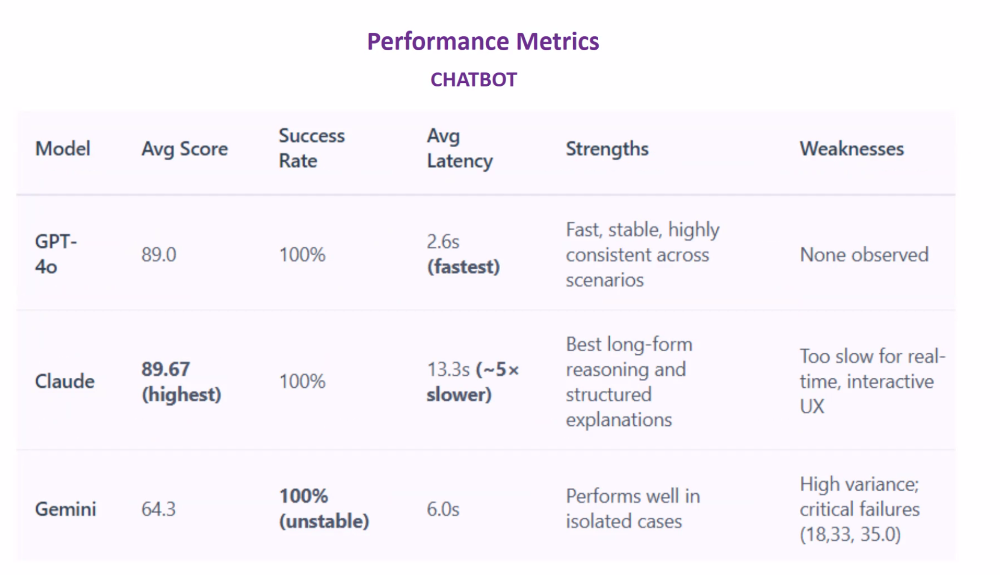 Performance Metrics
CHATBOT
Model
Avg Score
Success
Rate
Avg
Latency
Strengths
Weaknesses
GPT-
4o
89.0
100%
2.6s
(fastest)
Fast, stable, highly
consistent across
scenarios
None observed
Claude
89.67
(highest)
100%
13.3s (~5×
slower)
Best long-form
reasoning and
structured
explanations
Too slow for real-
time, interactive
UX
Gemini
64.3
100%
(unstable)
6.0s
Performs well in
isolated cases
High variance;
critical failures
(18,33, 35.0)